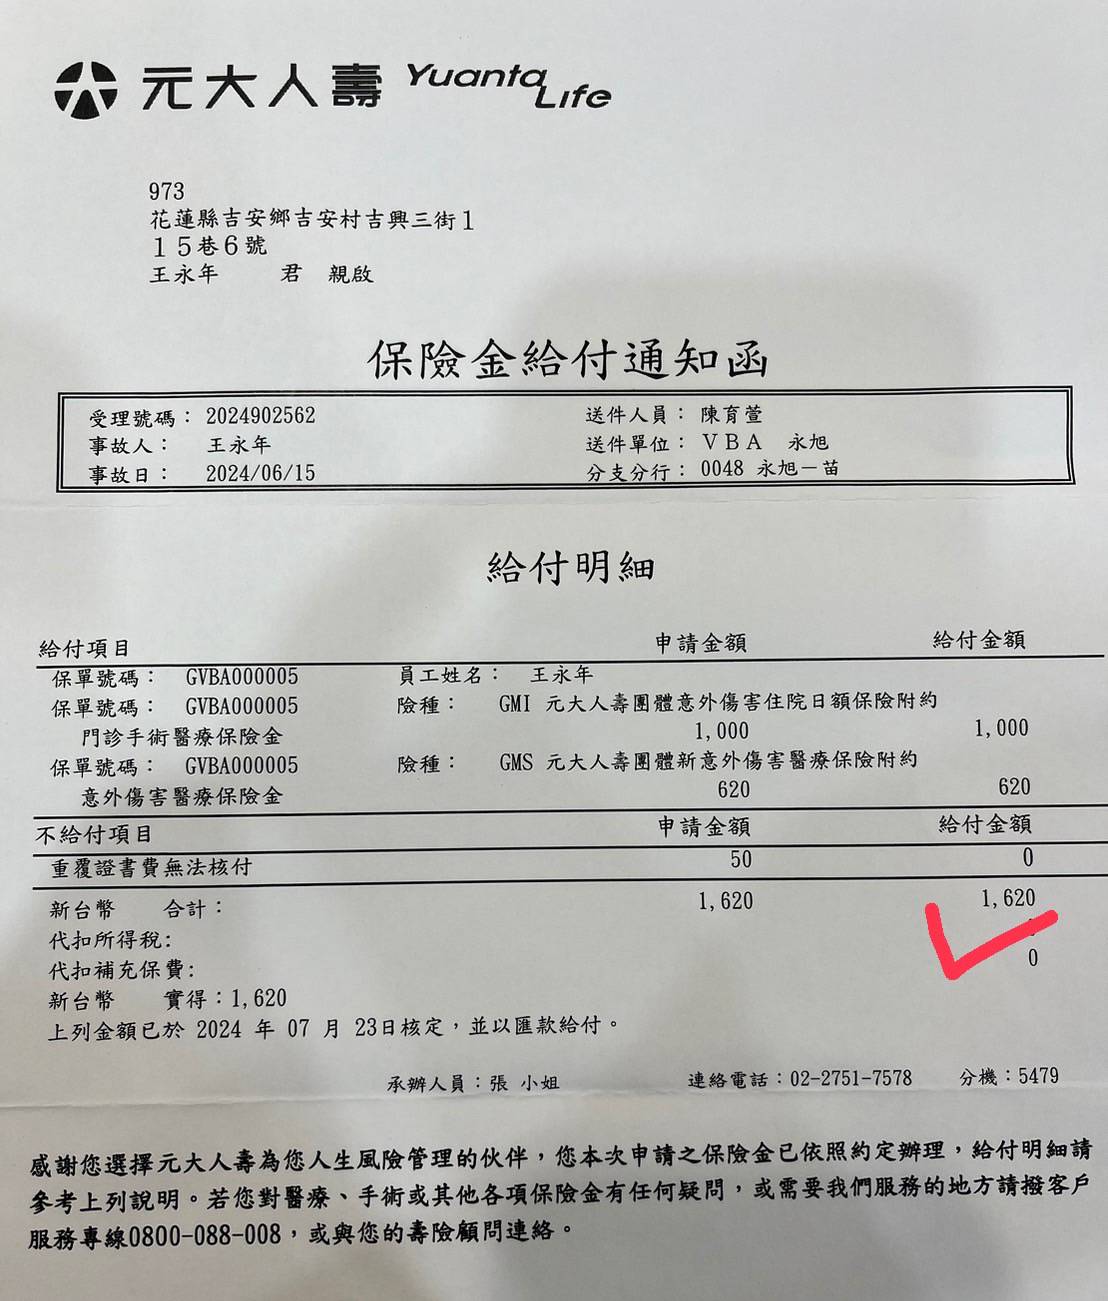 元大人壽 Yuanta Life
973
花蓮縣吉安鄉吉安村吉興三街1
15巷6號
王永年 君 親啟
保險金給付通知函
受理號碼： 2024902562 送件人員： 陳育萱
事故人： 王永年 送件單位： VBA 永旭
事故日： 2024/06/15 分支分行： 0048 永旭－苗
給付明細
給付項目 申請金額 給付金額
保單號碼： GVBA000005 員工姓名： 王永年
保單號碼： GVBA000005 險種： GMI 元大人壽團體意外傷害住院日額保險附約
門診手術醫療保險金 1,000 1,000
保單號碼： GVBA000005 險種： GMS 元大人壽團體新意外傷害醫療保險附約
意外傷害醫療保險金 620 620
不給付項目 申請金額 給付金額
重覆證書費無法核付 50 0
新台幣 合計： 1,620 1,620
代扣所得稅:
代扣補充保費: 0
新台幣 實得：1,620
上列金額已於 2024 年 07 月 23日核定，並以匯款給付。
承辦人員：張 小姐 連絡電話：02-2751-7578 分機：5479
感謝您選擇元大人壽為您人生風險管理的伙伴，您本次申請之保險金已依照約定辦理，給付明細請
參考上列說明。若您對醫療、手術或其他各項保險金有任何疑問，或需要我們服務的地方請撥客戶
服務專線0800-088-008，或與您的壽險顧問連絡。